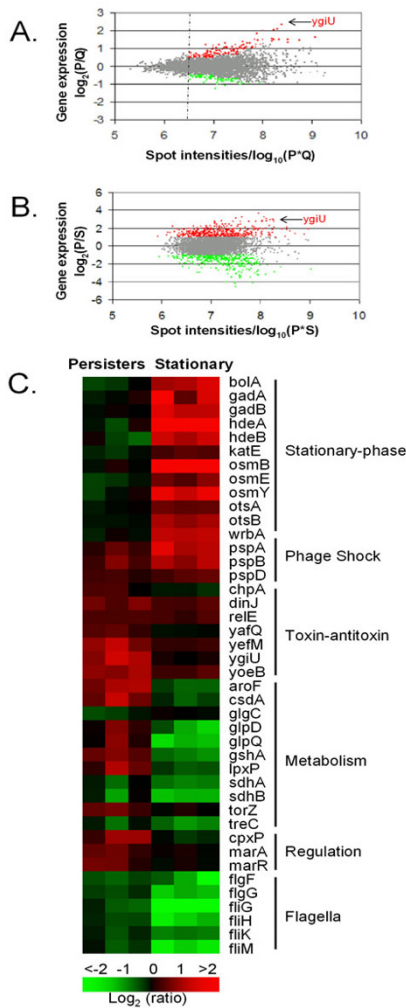 A.
Gene expression
log2(P/Q)
3
2
1
0
-1
-2
-3
ygiU
5 6 7 8 9 10
Spot intensities/log10(P*Q)
B.
Gene expression
log2(P/S)
6
4
2
0
-2
-4
-6
ygiU
5 6 7 8 9 10
Spot intensities/log10(P*S)
C.
Persisters Stationary
bolA
gadA
gadB
hdeA
hdeB
katE
osmB
osmE
osmY
otsA
otsB
wrbA
Stationary-phase
pspA
pspB
pspD
Phage Shock
chpA
dinJ
relE
yafQ
yefM
ygiU
yoeB
Toxin-antitoxin
aroF
csdA
glgC
glpD
glpQ
gshA
lpxP
sdhA
sdhB
torZ
treC
Metabolism
cpxP
marA
marR
Regulation
flgF
flgG
fliG
fliH
fliK
fliM
Flagella
<-2 -1 0 1 >2
Log2 (ratio)